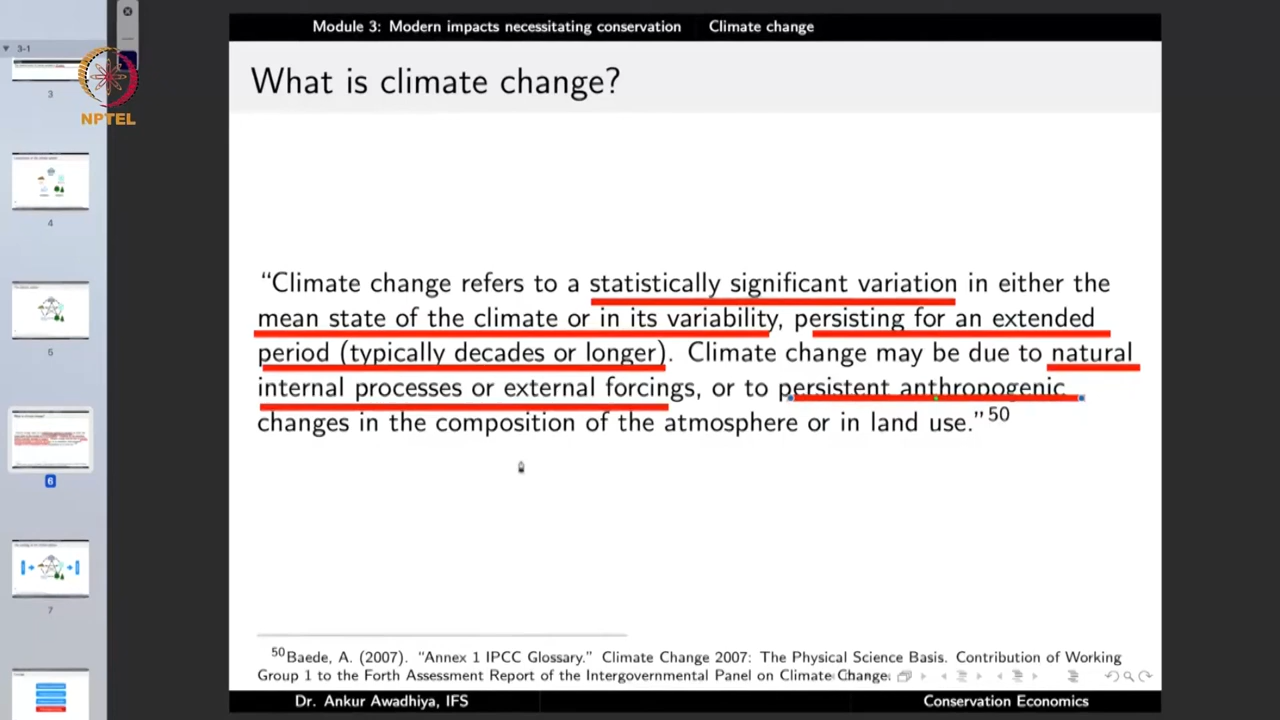 Module 3: Modern impacts necessitating conservation Climate change
3-1
What is climate change?
3
NPTEL
4
5
6
7
“Climate change refers to a statistically significant variation in either the
mean state of the climate or in its variability, persisting for an extended
period (typically decades or longer). Climate change may be due to natural
internal processes or external forcings, or to persistent anthropogenic
changes in the composition of the atmosphere or in land use.”50
50Baede, A. (2007). “Annex 1 IPCC Glossary.” Climate Change 2007: The Physical Science Basis. Contribution of Working
Group 1 to the Forth Assessment Report of the Intergovernmental Panel on Climate Change.
Dr. Ankur Awadhiya, IFS Conservation Economics